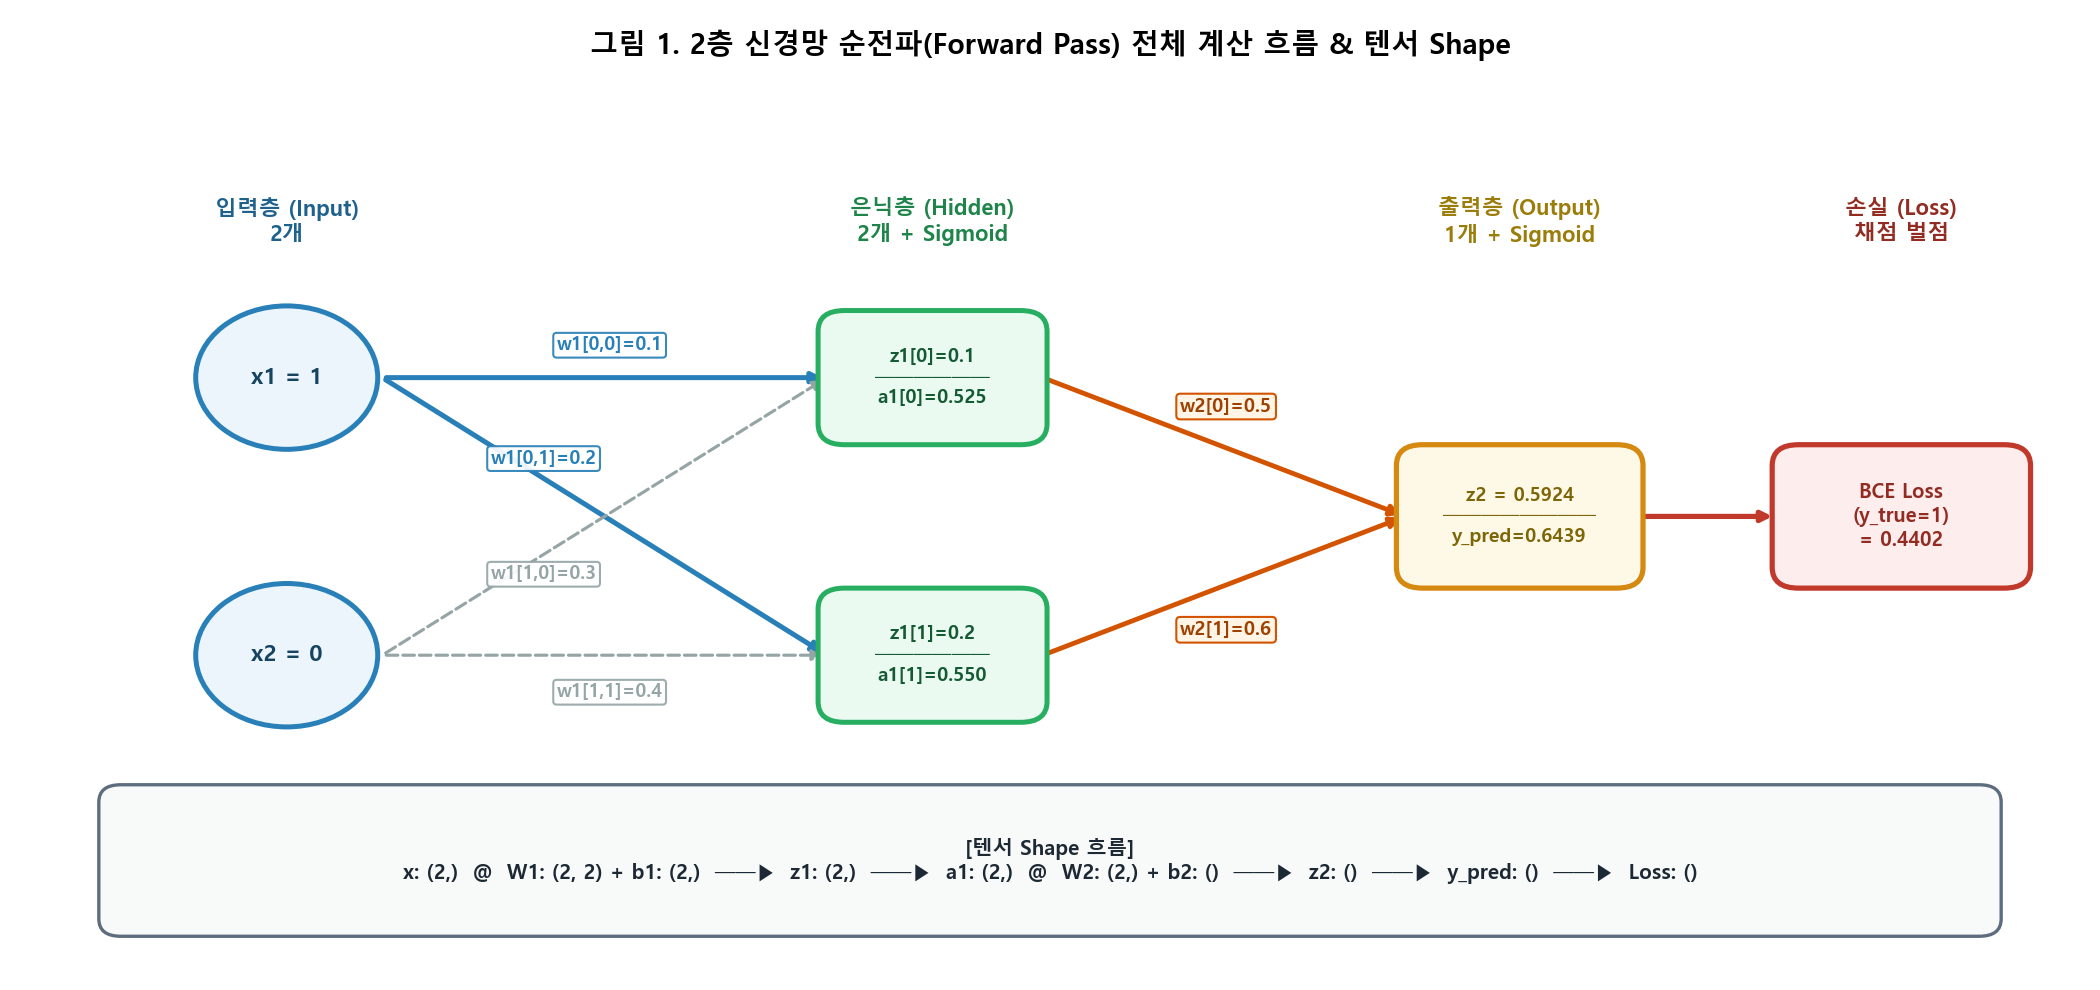 그림 1. 2층 신경망 순전파(Forward Pass) 전체 계산 흐름 & 텐서 Shape
입력층 (Input)
2개
은닉층 (Hidden)
2개 + Sigmoid
출력층 (Output)
1개 + Sigmoid
손실 (Loss)
채점 벌점
x1 = 1
x2 = 0
w1[0,0]=0.1
w1[0,1]=0.2
w1[1,0]=0.3
w1[1,1]=0.4
z1[0]=0.1
a1[0]=0.525
z1[1]=0.2
a1[1]=0.550
w2[0]=0.5
w2[1]=0.6
z2 = 0.5924
y_pred=0.6439
BCE Loss
(y_true=1)
= 0.4402
[텐서 Shape 흐름]
x: (2,) @ W1: (2, 2) + b1: (2,) ──▶ z1: (2,) ──▶ a1: (2,) @ W2: (2,) + b2: () ──▶ z2: () ──▶ y_pred: () ──▶ Loss: ()